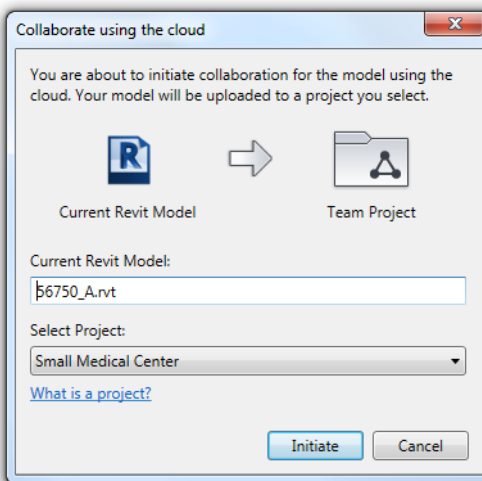 Collaborate using the cloud
You are about to initiate collaboration for the model using the
cloud. Your model will be uploaded to a project you select.
R
Current Revit Model
Team Project
Current Revit Model:
56750_A.rvt
Select Project:
Small Medical Center
What is a project?
Initiate
Cancel